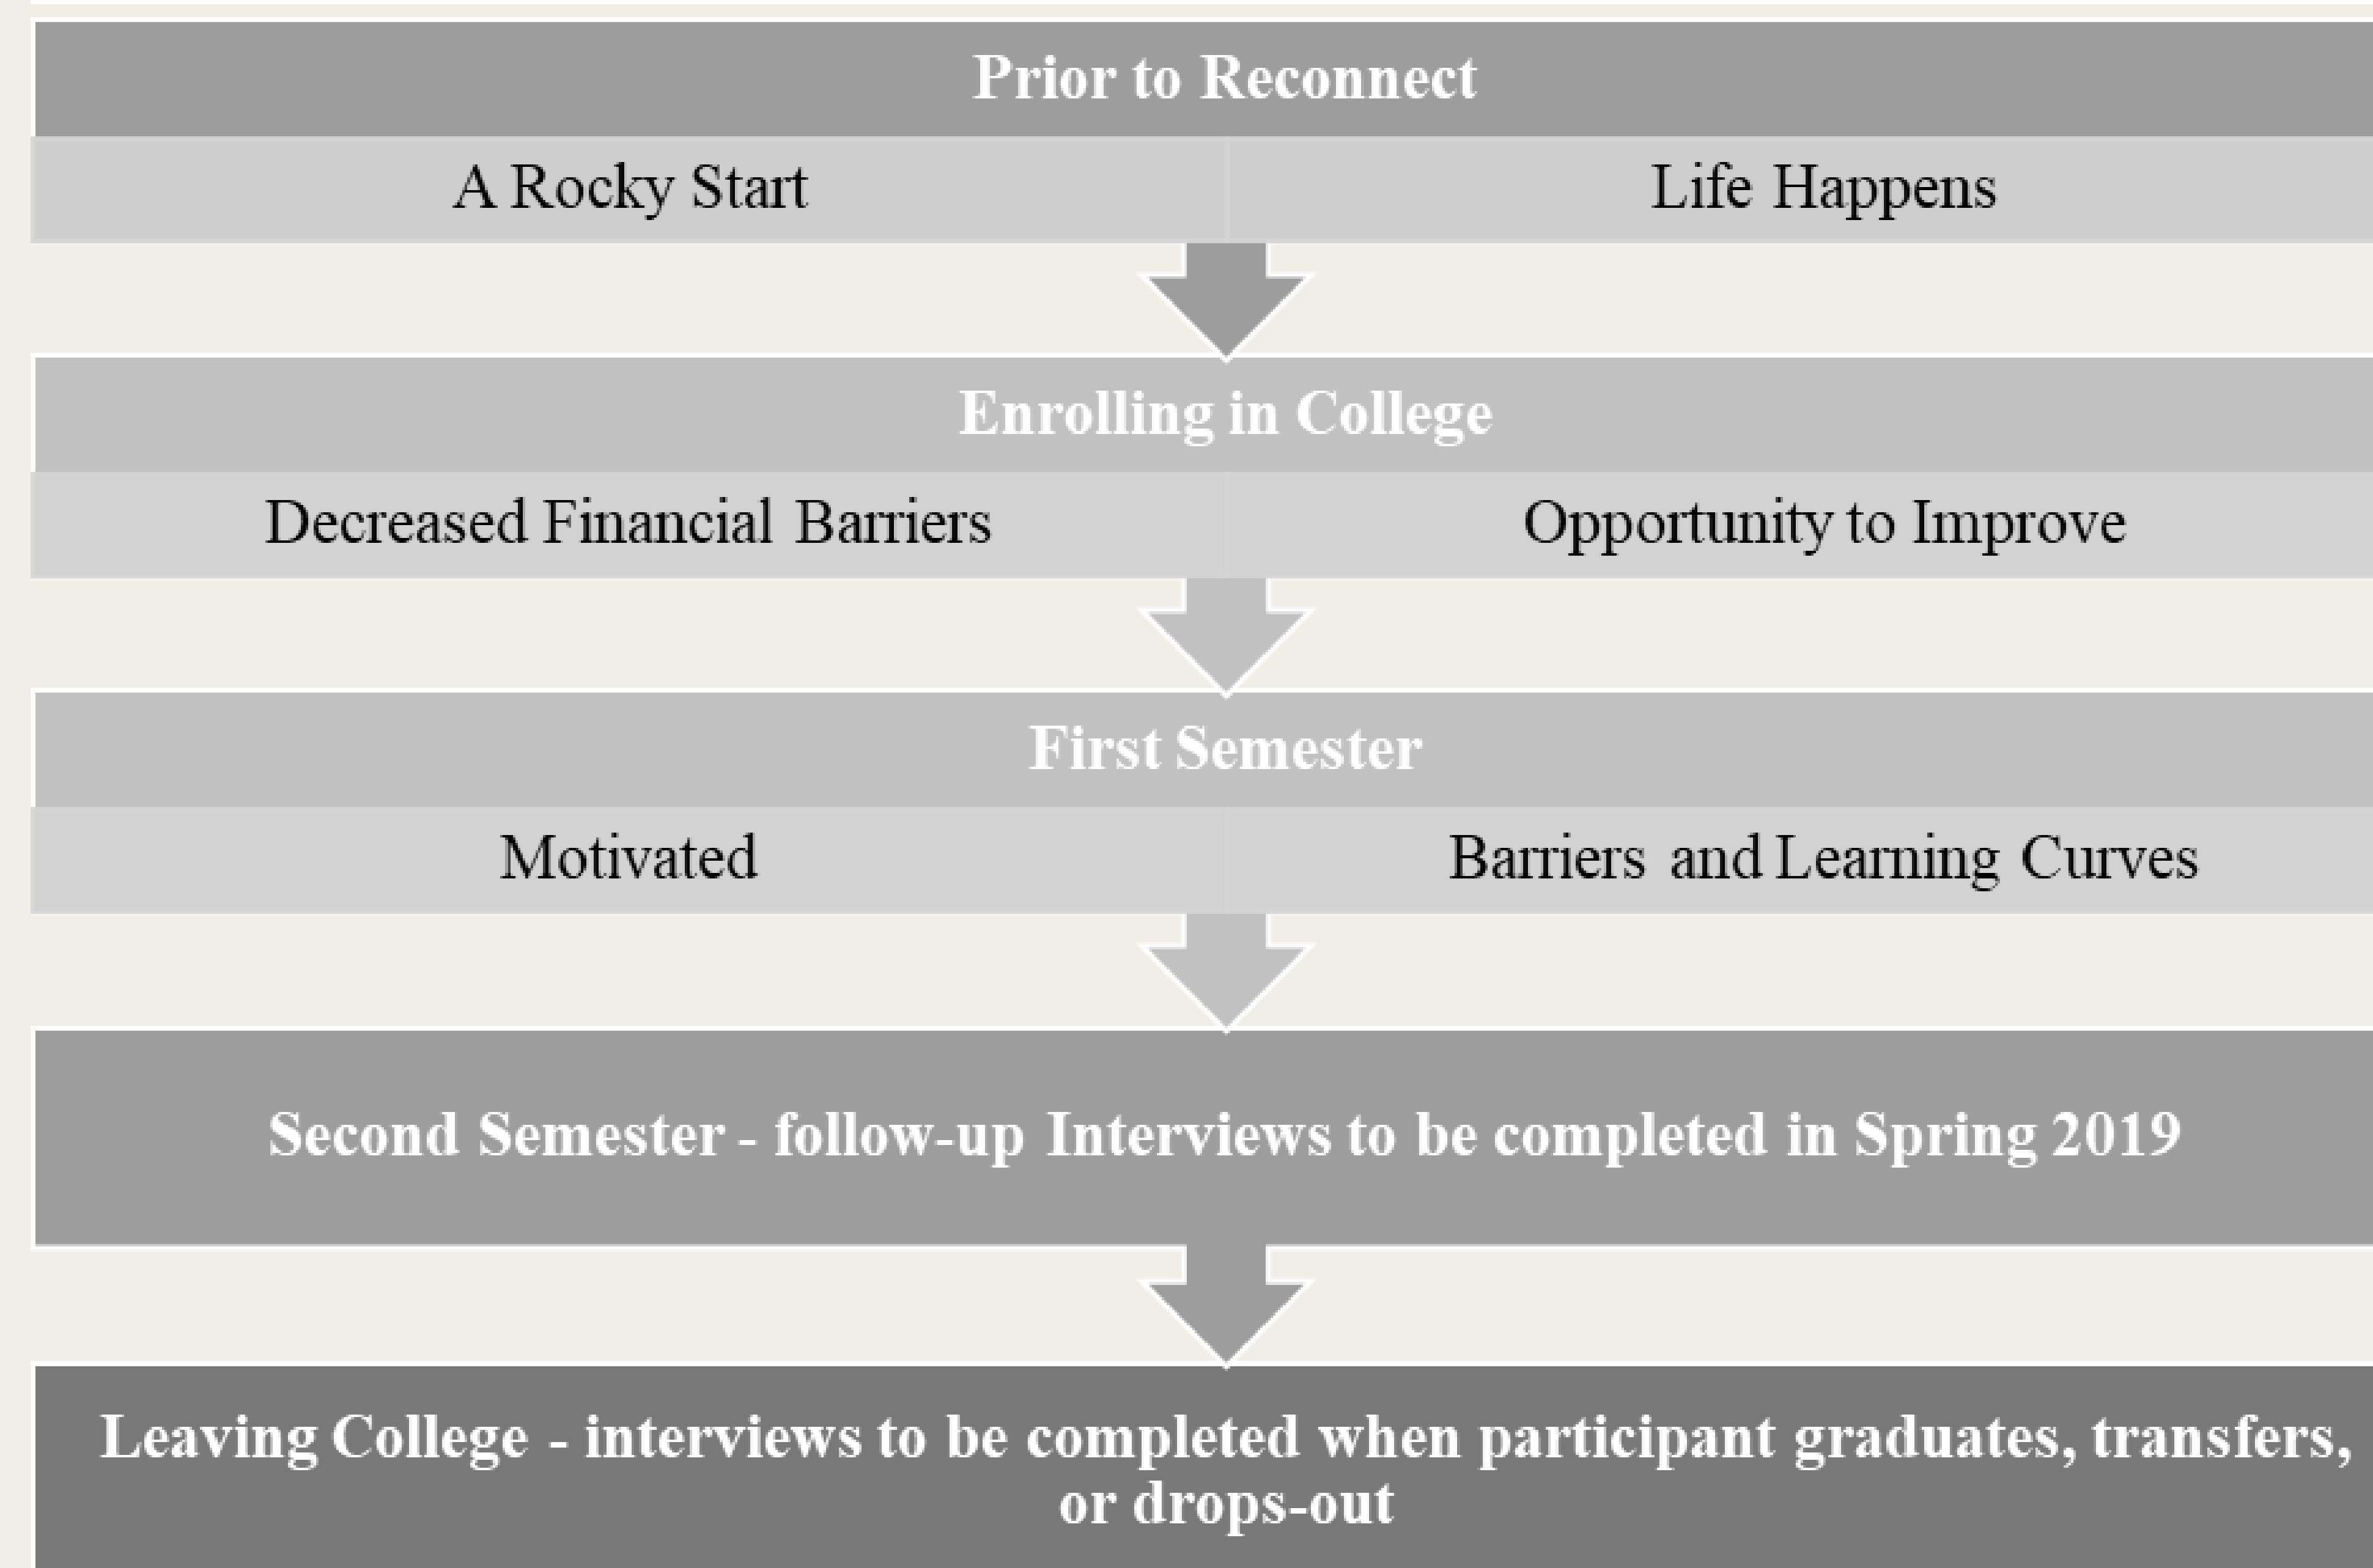 Prior to Reconnect
A Rocky Start
Life Happens
Enrolling in College
Decreased Financial Barriers
Opportunity to Improve
First Semester
Motivated
Barriers and Learning Curves
Second Semester - follow-up Interviews to be completed in Spring 2019
Leaving College - interviews to be completed when participant graduates, transfers,
or drops-out